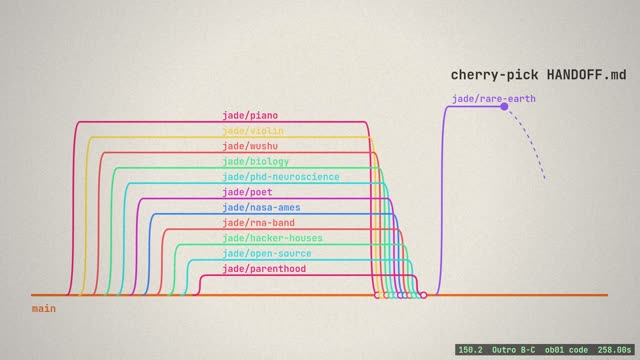 cherry-pick HANDOFF.md
jade/rare-earth
jade/piano
jade/violin
jade/wushu
jade/biology
jade/phd-neuroscience
jade/poet
jade/nasa-ames
jade/rna-band
jade/hacker-houses
jade/open-source
jade/parenthood
main
150.2 Outro B-C ob01 code 258.00s